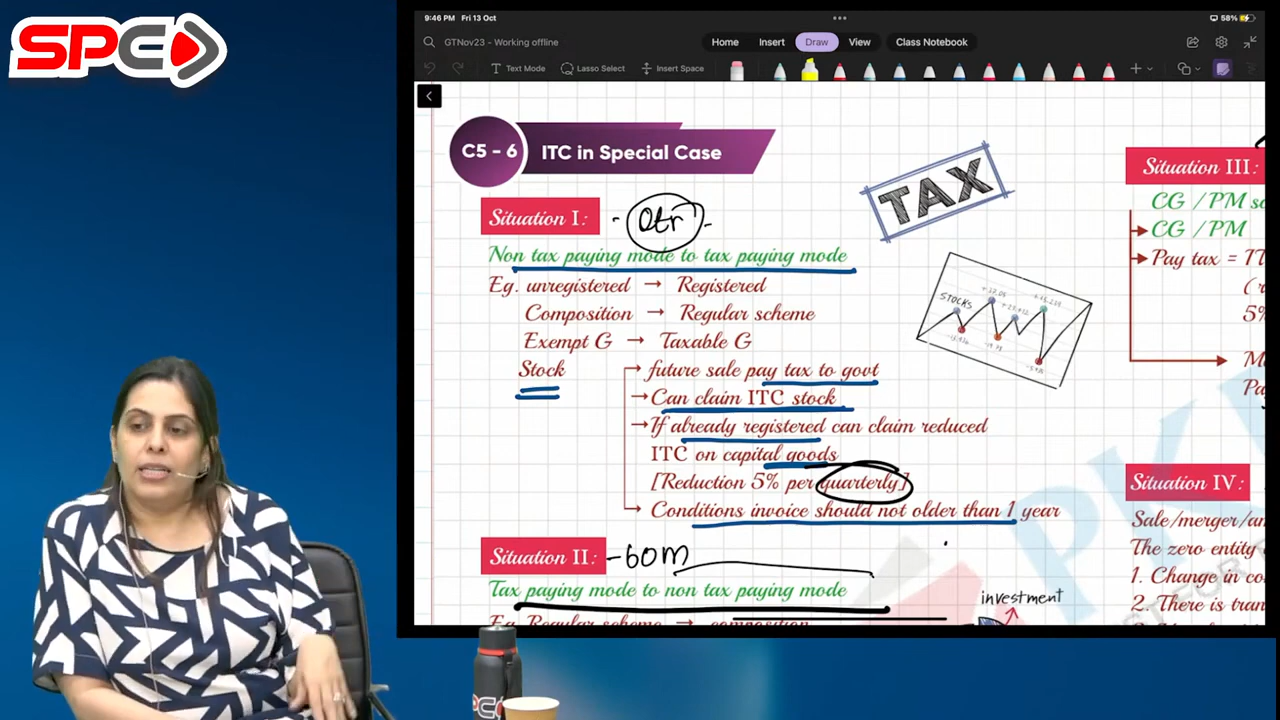 SPC
9:46 PM Fri 13 Oct
58%
GTNov23 - Working offline
Home Insert Draw View Class Notebook
Text Mode Lasso Select Insert Space
C5 - 6 ITC in Special Case
TAX
Situation I: - Qtr -
Non tax paying mode to tax paying mode
Eg. unregistered → Registered
Composition → Regular scheme
Exempt G → Taxable G
Stock → future sale pay tax to govt
→ Can claim ITC stock
→ If already registered can claim reduced
ITC on capital goods
[Reduction 5% per quarterly]
→ Conditions invoice should not older than 1 year
STOCKS
Situation II: - 60M
Tax paying mode to non tax paying mode
Eg. Regular scheme → composition
investment
Situation III:
CG / PM
→ CG / PM
→ Pay tax =
5%
Situation IV:
Sale/merger/
The zero entity
1. Change in
2. There is
SPC